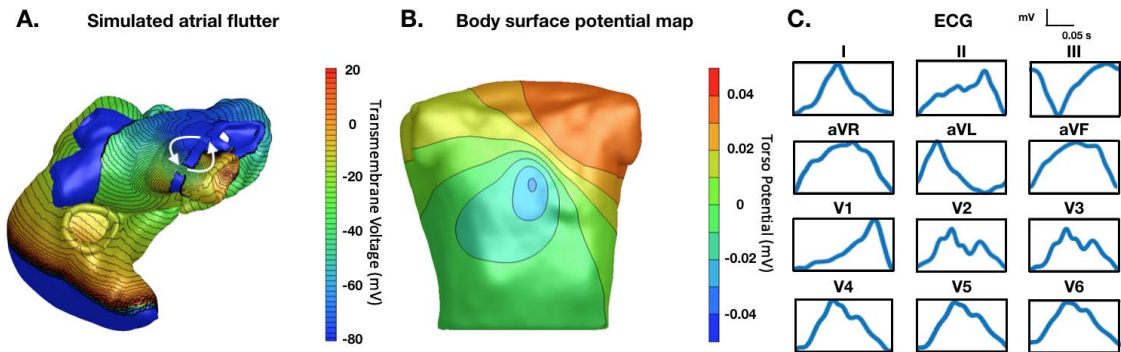 A. Simulated atrial flutter
B. Body surface potential map
C. ECG
mV
0.05 s
20
0
-20
-40
-60
-80
Transmembrane Voltage (mV)
0.04
0.02
0
-0.02
-0.04
Torso Potential (mV)
I II III
aVR aVL aVF
V1 V2 V3
V4 V5 V6